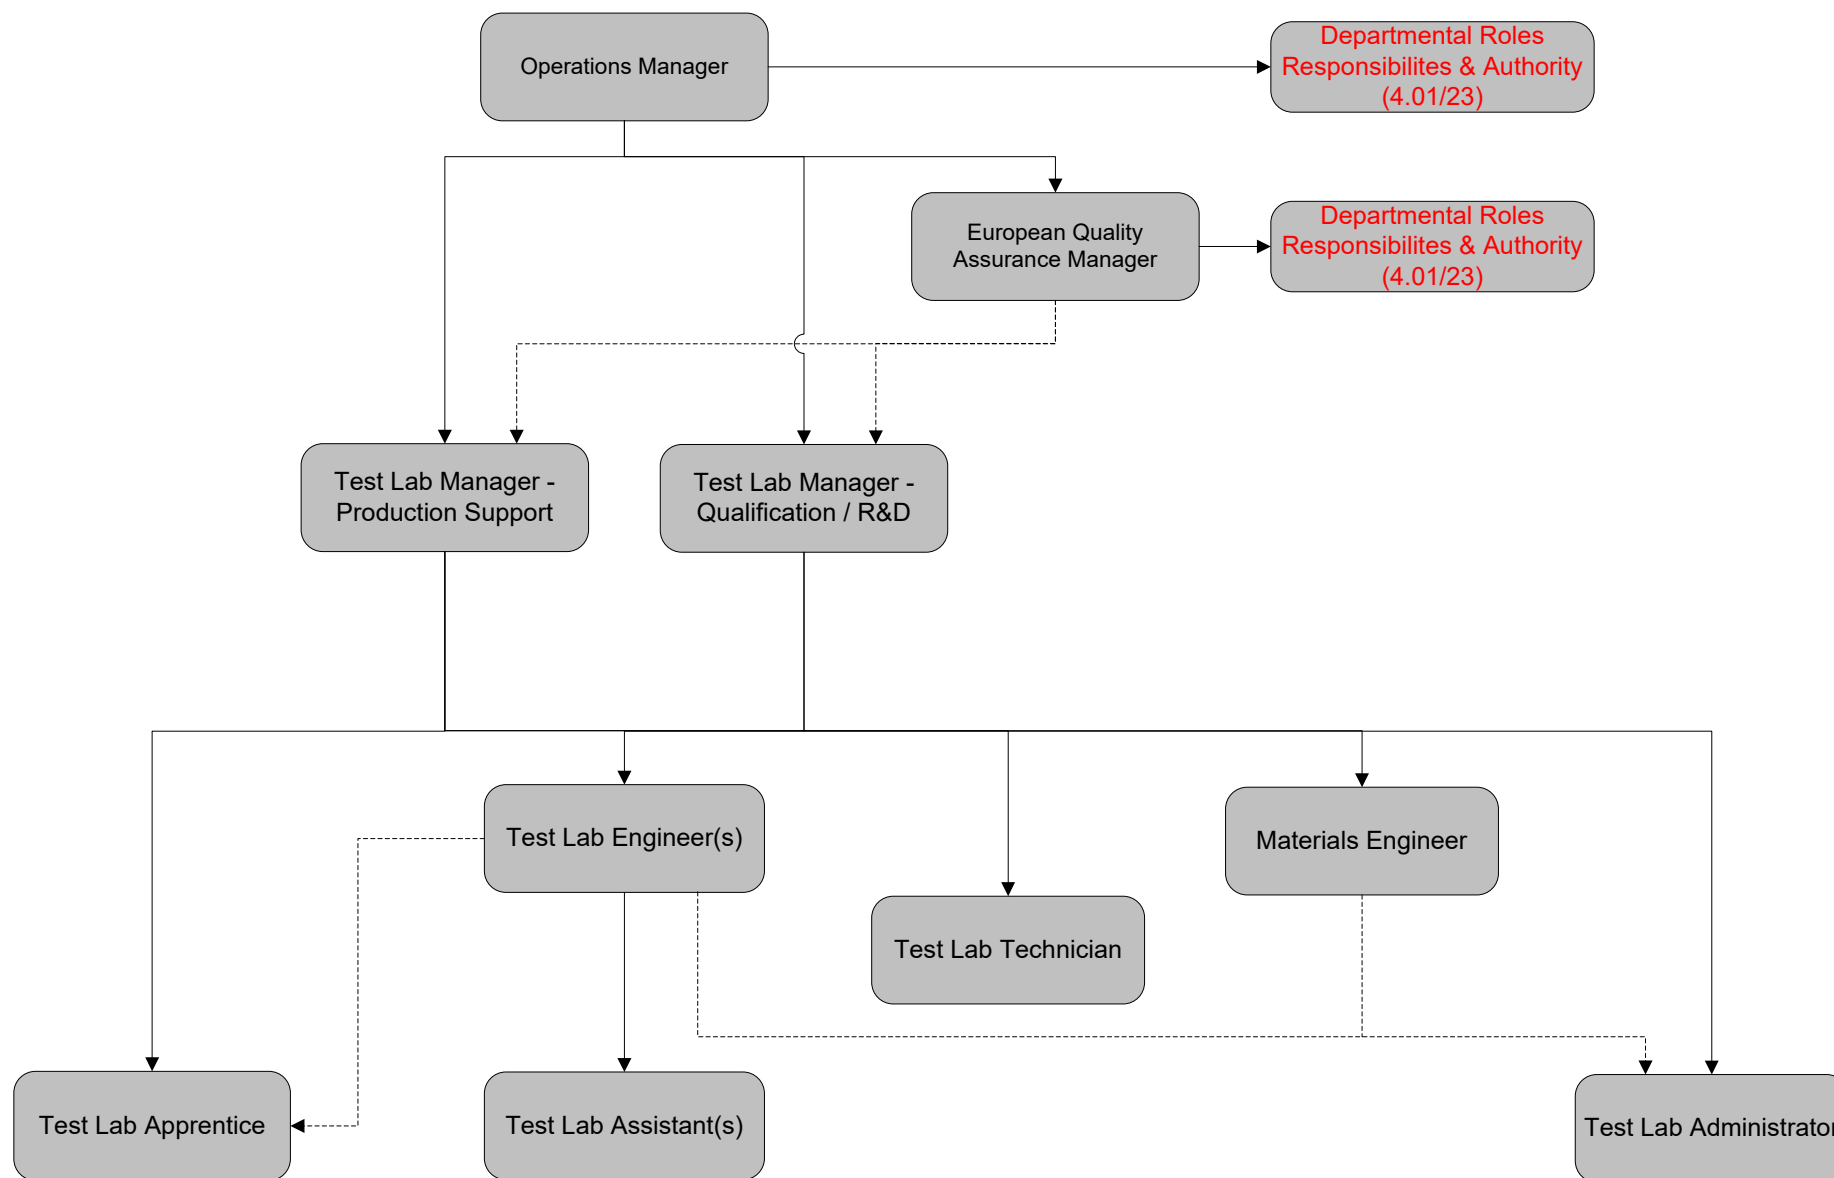 Operations Manager
Departmental Roles
Responsibilites & Authority
(4.01/23)
European Quality
Assurance Manager
Departmental Roles
Responsibilites & Authority
(4.01/23)
Test Lab Manager -
Production Support
Test Lab Manager -
Qualification / R&D
Test Lab Engineer(s)
Materials Engineer
Test Lab Technician
Test Lab Apprentice
Test Lab Assistant(s)
Test Lab Administrator